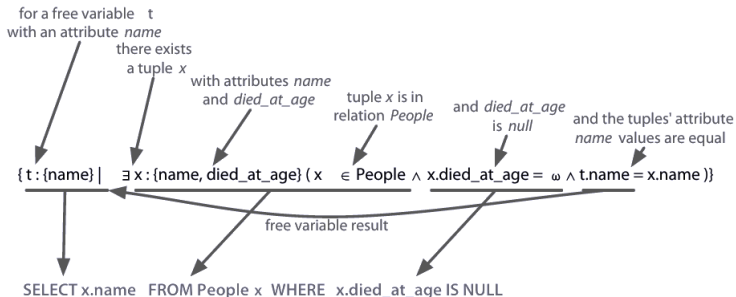 for a free variable t
with an attribute name
there exists
a tuple x
with attributes name
and died_at_age
tuple x is in
relation People
and died_at_age
is null
and the tuples' attribute
name values are equal
{ t : {name} | ∃ x : {name, died_at_age} ( x ∈ People ∧ x.died_at_age = ω ∧ t.name = x.name )}
free variable result
SELECT x.name FROM People x WHERE x.died_at_age IS NULL